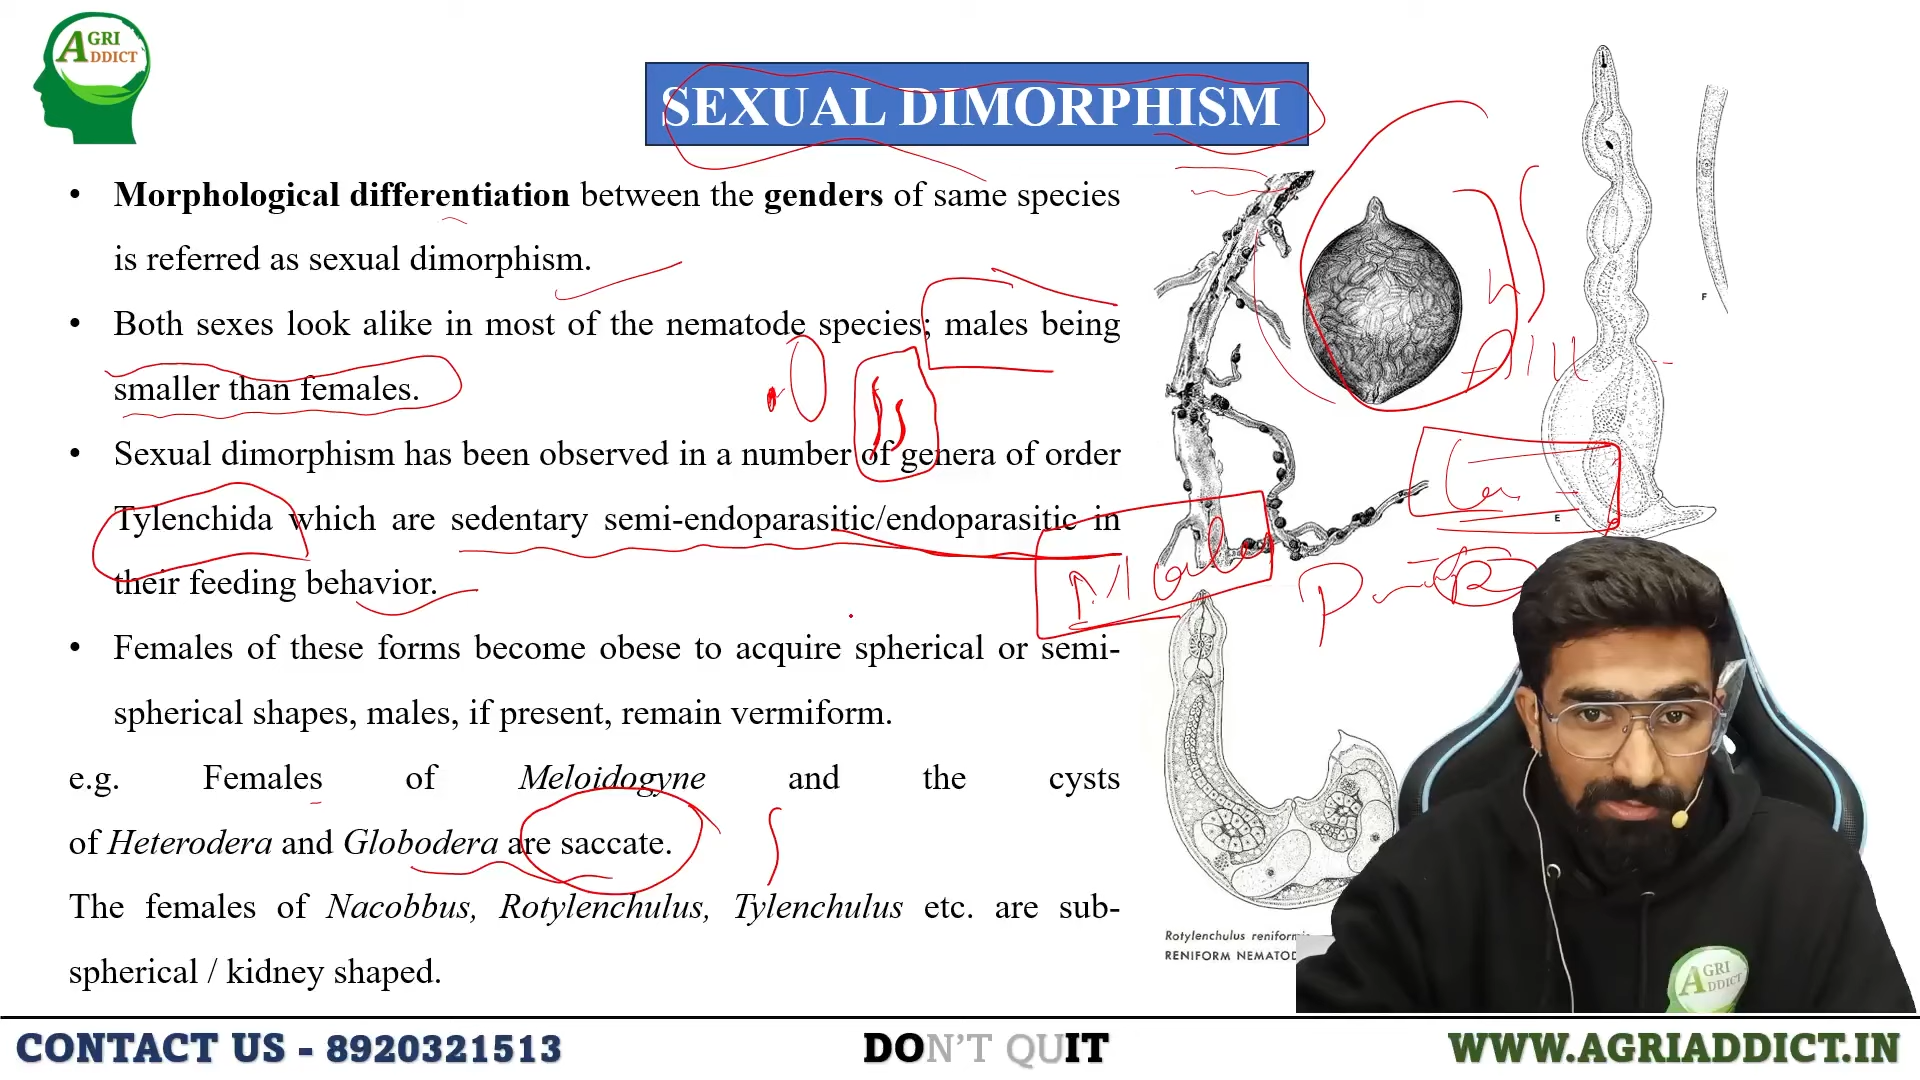 AGRI
ADDICT
SEXUAL DIMORPHISM
• Morphological differentiation between the genders of same species
is referred as sexual dimorphism.
• Both sexes look alike in most of the nematode species; males being
smaller than females.
• Sexual dimorphism has been observed in a number of genera of order
Tylenchida which are sedentary semi-endoparasitic/endoparasitic in
their feeding behavior.
• Females of these forms become obese to acquire spherical or semi-
spherical shapes, males, if present, remain vermiform.
e.g. Females of Meloidogyne and the cysts
of Heterodera and Globodera are saccate.
The females of Nacobbus, Rotylenchulus, Tylenchulus etc. are sub-
spherical / kidney shaped.
F
E
Male
Rotylenchulus
RENIFORM
AGRI
ADDICT
CONTACT US - 8920321513
DON'T QUIT
WWW.AGRIADDICT.IN